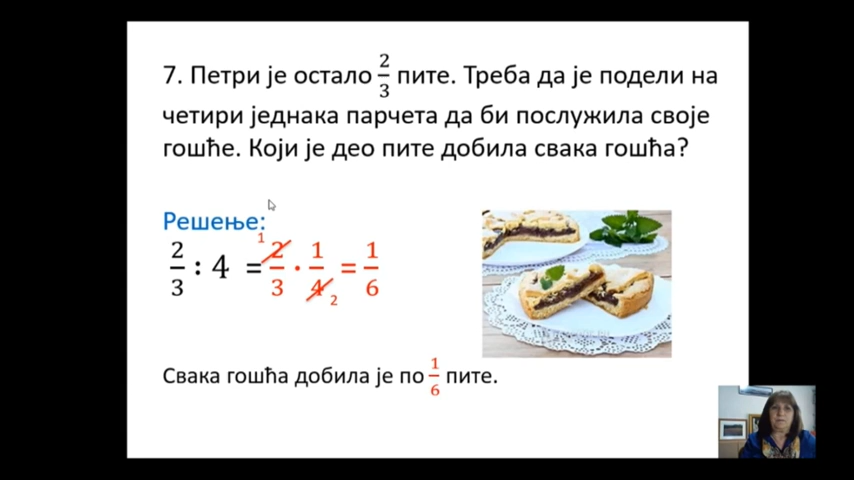 7. Петри је остало 2/3 пите. Треба да је подели на
четири једнака парчета да би послужила своје
гошће. Који је део пите добила свака гошћа?
Решење:
2/3 : 4 = 2/3 · 1/4 = 1/6
1
2
Свака гошћа добила је по 1/6 пите.